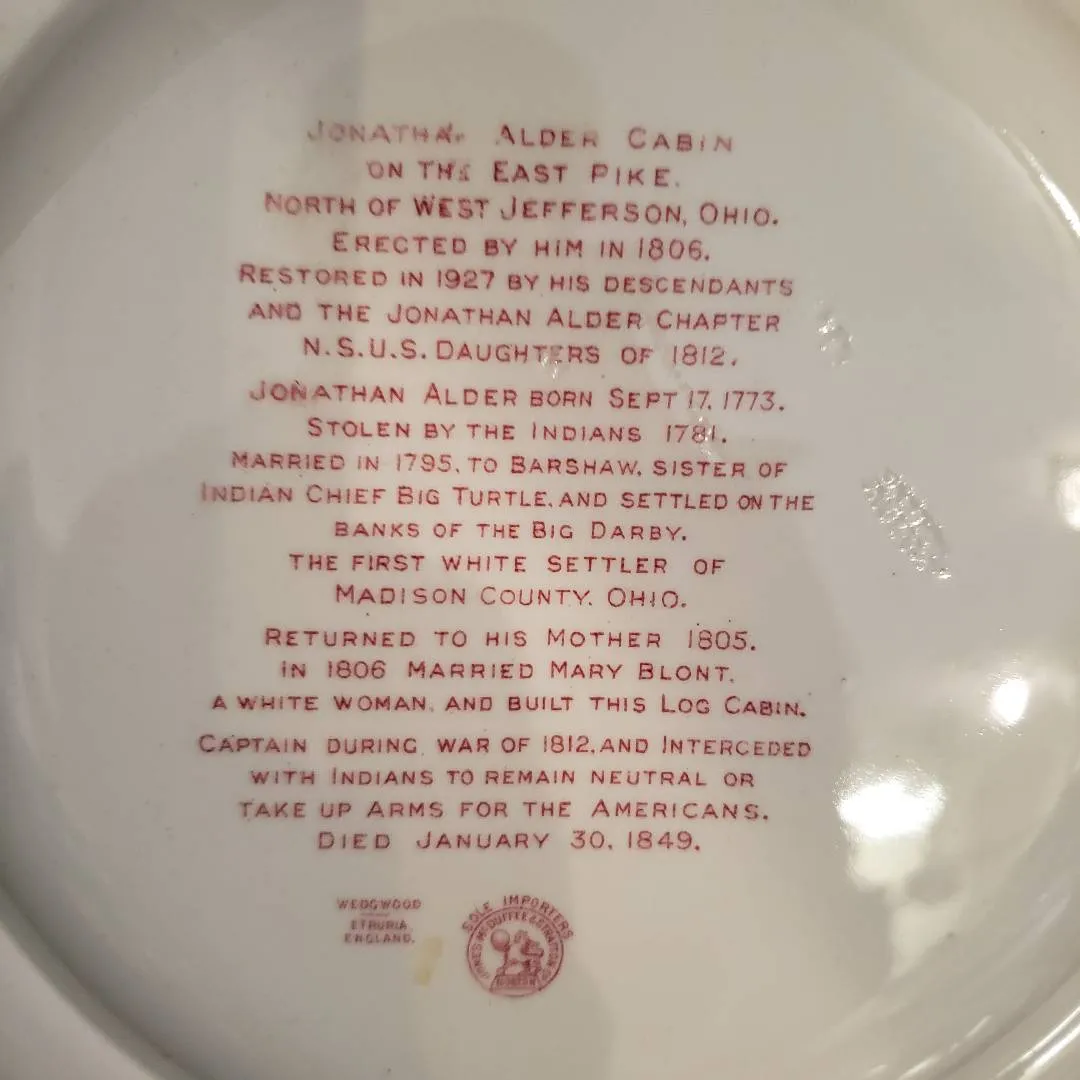 JONATHAN ALDER CABIN
ON THE EAST PIKE.
NORTH OF WEST JEFFERSON, OHIO.
ERECTED BY HIM IN 1806.
RESTORED IN 1927 BY HIS DESCENDANTS
AND THE JONATHAN ALDER CHAPTER
N.S.U.S. DAUGHTERS OF 1812.
JONATHAN ALDER BORN SEPT 17, 1773.
STOLEN BY THE INDIANS 1781.
MARRIED IN 1795, TO BARSHAW, SISTER OF
INDIAN CHIEF BIG TURTLE, AND SETTLED ON THE
BANKS OF THE BIG DARBY.
THE FIRST WHITE SETTLER OF
MADISON COUNTY. OHIO.
RETURNED TO HIS MOTHER 1805.
IN 1806 MARRIED MARY BLONT,
A WHITE WOMAN, AND BUILT THIS LOG CABIN.
CAPTAIN DURING WAR OF 1812, AND INTERCEDED
WITH INDIANS TO REMAIN NEUTRAL OR
TAKE UP ARMS FOR THE AMERICANS.
DIED JANUARY 30, 1849.
WEDGWOOD
ETRURIA
ENGLAND.
SOLE IMPORTERS
JONES McDUFFEE & STRATTON CO
BOSTON